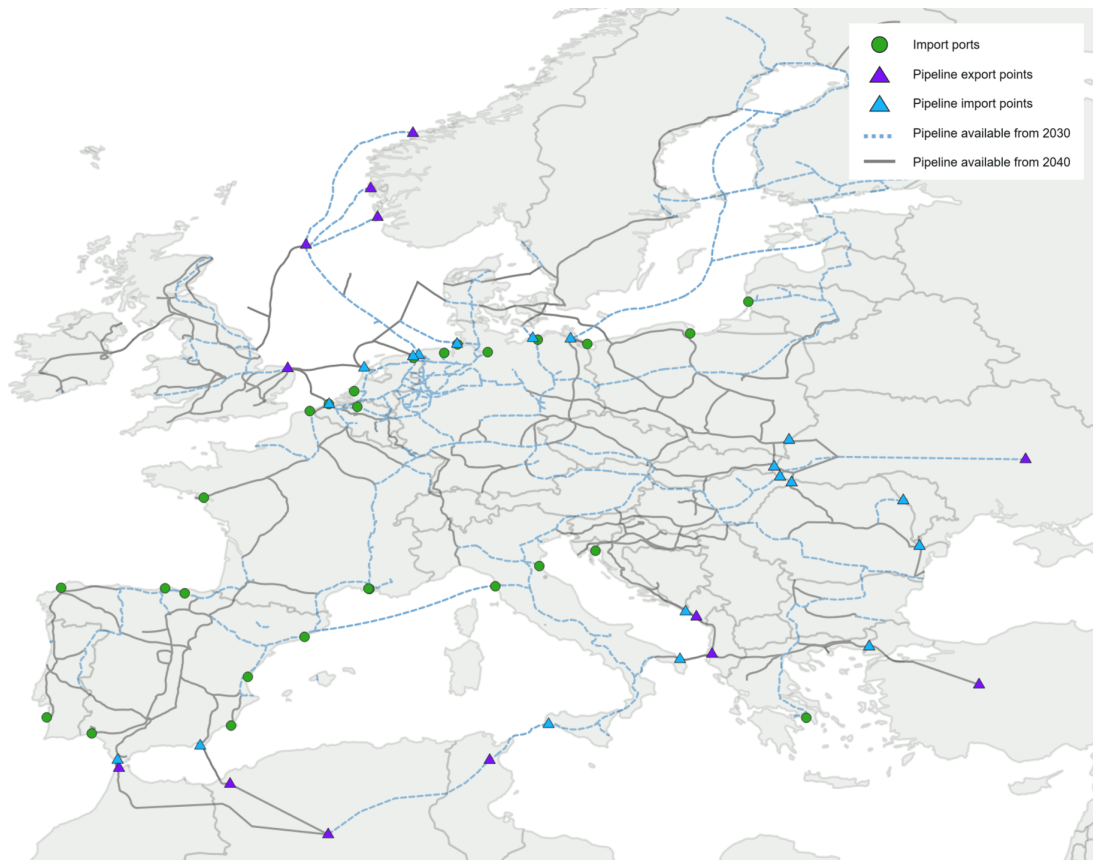 Import ports
Pipeline export points
Pipeline import points
Pipeline available from 2030
Pipeline available from 2040